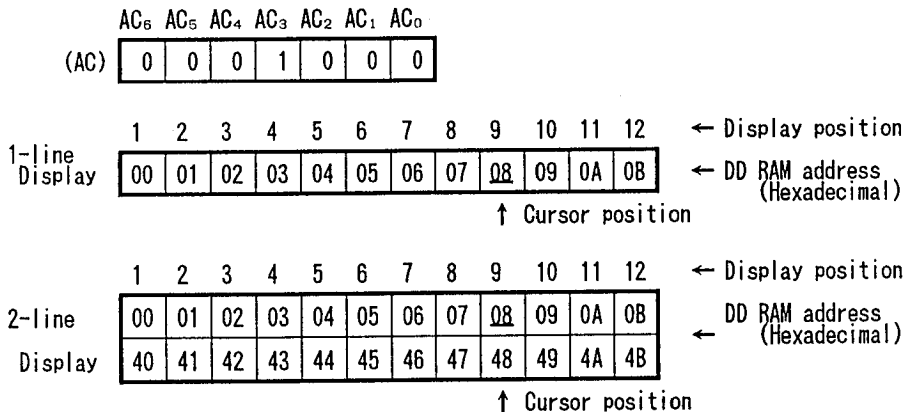 AC₆ AC₅ AC₄ AC₃ AC₂ AC₁ AC₀
(AC) 0 0 0 1 0 0 0
1 2 3 4 5 6 7 8 9 10 11 12 ← Display position
1-line Display 00 01 02 03 04 05 06 07 08 09 0A 0B ← DD RAM address (Hexadecimal)
↑ Cursor position
1 2 3 4 5 6 7 8 9 10 11 12 ← Display position
2-line 00 01 02 03 04 05 06 07 08 09 0A 0B DD RAM address
← (Hexadecimal)
Display 40 41 42 43 44 45 46 47 48 49 4A 4B
↑ Cursor position